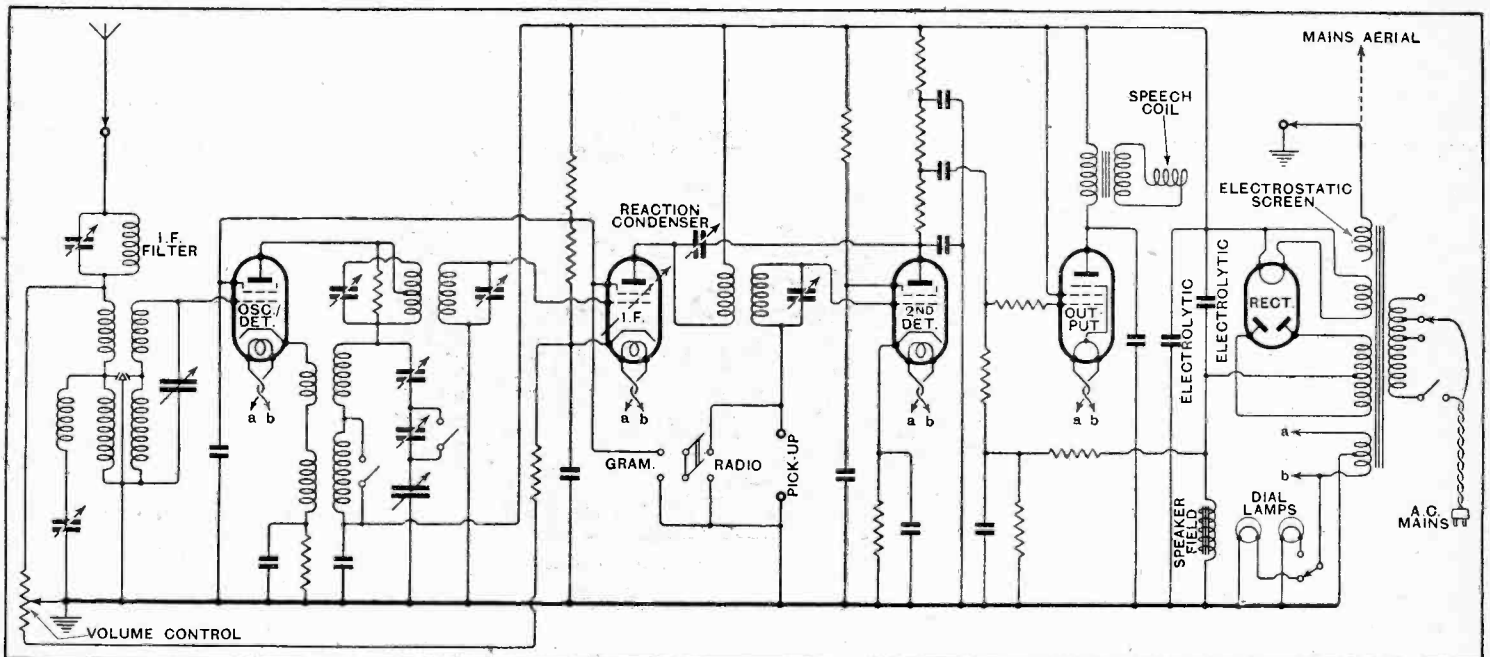 MAINS AERIAL
SPEECH
COIL
ELECTROSTATIC
SCREEN
REACTION
CONDENSER
I.F.
FILTER
OSC./
DET.
I.F.
2ND
DET.
OUT-
PUT
ELECTROLYTIC
ELECTROLYTIC
RECT.
a b
a b
a b
a b
a
b
GRAM.
RADIO
PICK-UP
SPEAKER
FIELD
DIAL
LAMPS
A.C.
MAINS
VOLUME CONTROL